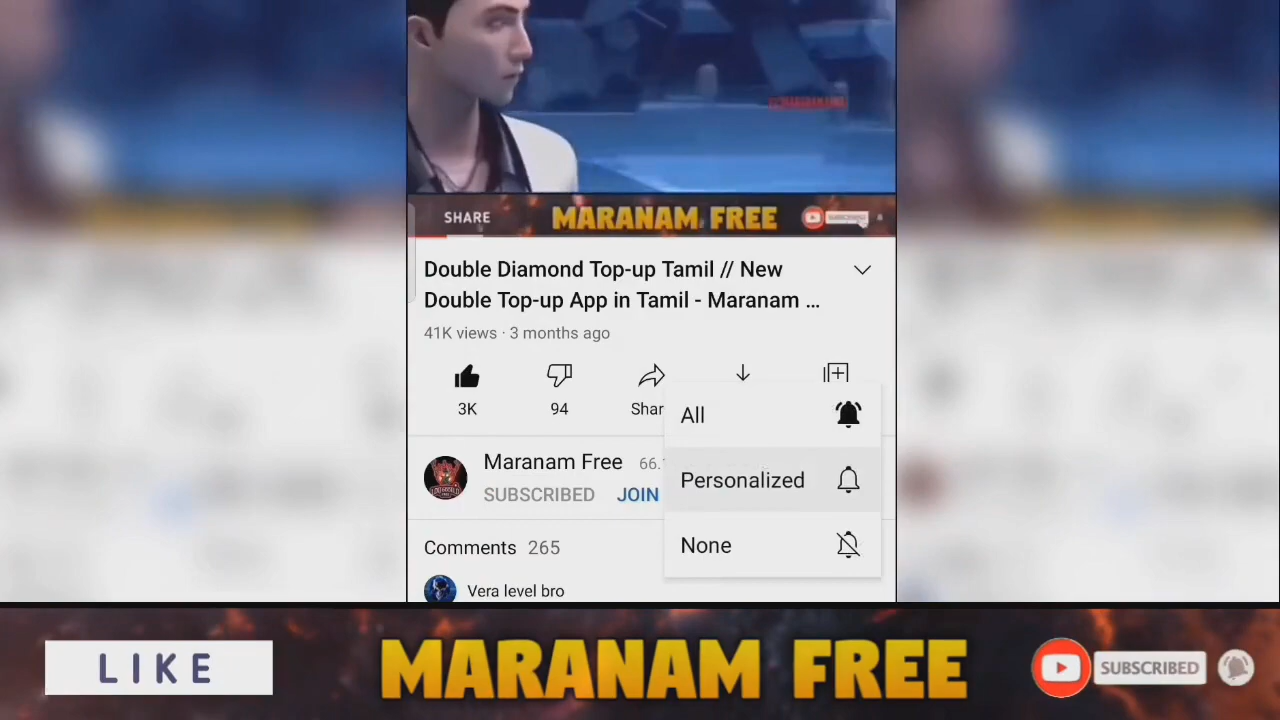 SHARE
MARANAM FREE
SUBSCRIBED
Double Diamond Top-up Tamil // New
Double Top-up App in Tamil - Maranam ...
41K views · 3 months ago
3K
94
Shar
All
Maranam Free 66.
SUBSCRIBED JOIN
Personalized
None
Comments 265
Vera level bro
LIKE
MARANAM FREE
SUBSCRIBED